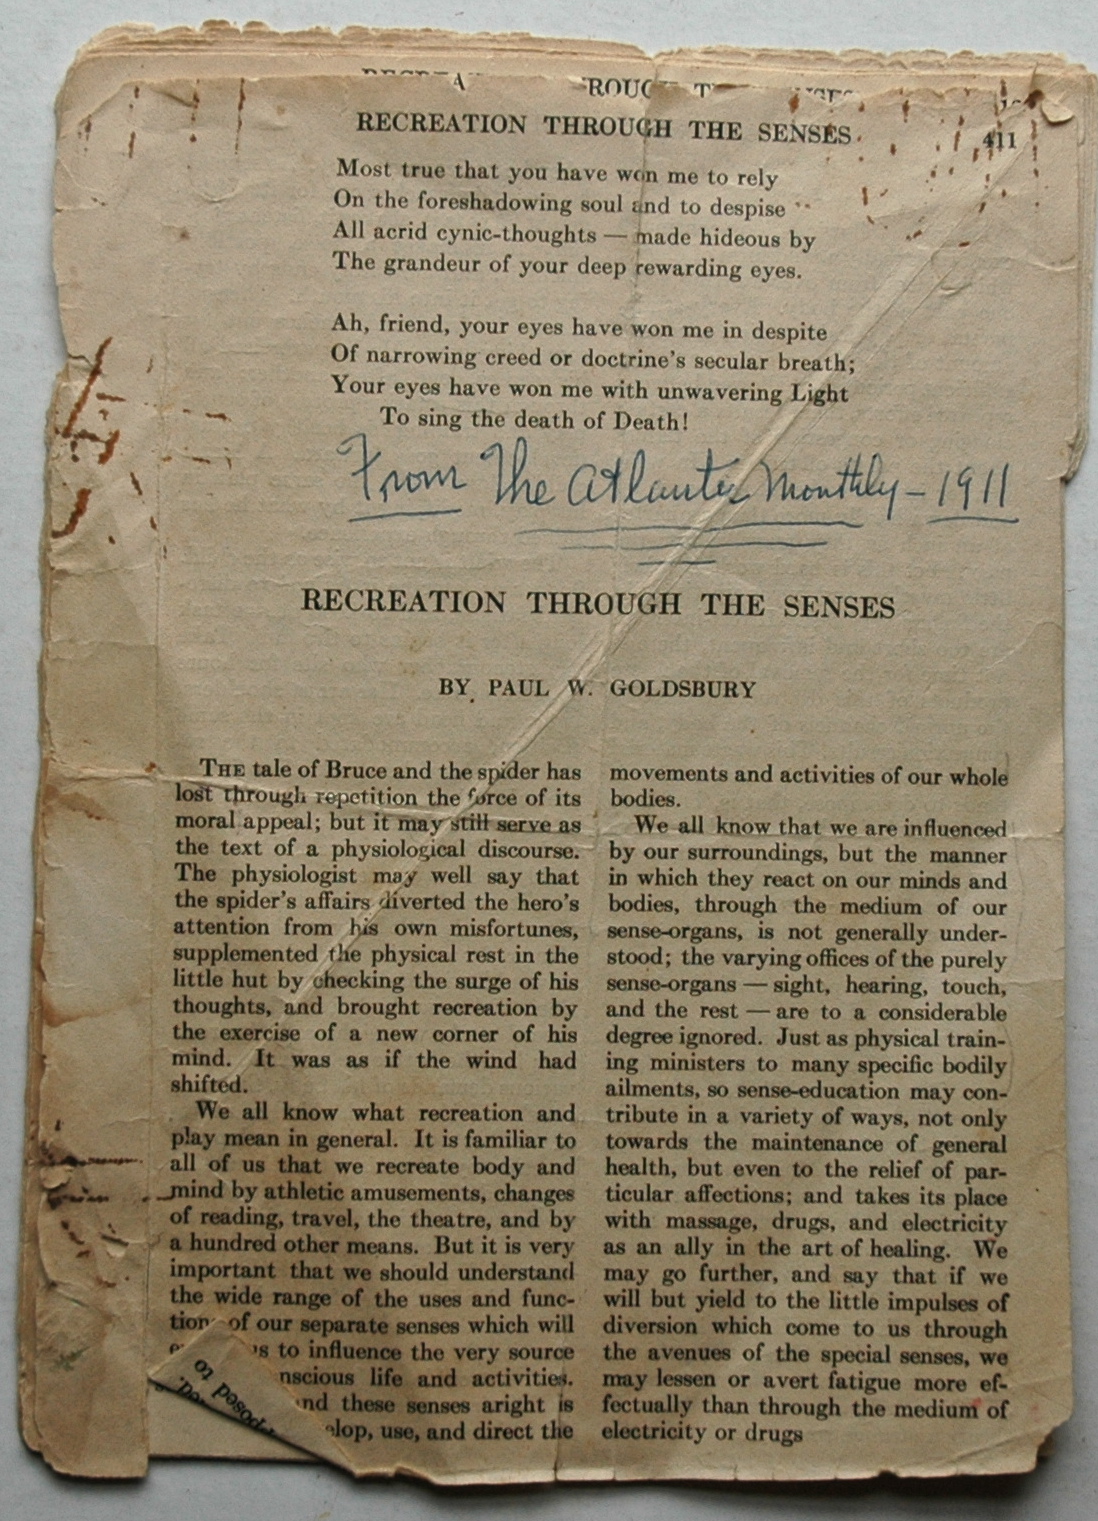 RECREATION THROUGH THE SENSES
411
Most true that you have won me to rely
On the foreshadowing soul and to despise
All acrid cynic-thoughts — made hideous by
The grandeur of your deep rewarding eyes.
Ah, friend, your eyes have won me in despite
Of narrowing creed or doctrine's secular breath;
Your eyes have won me with unwavering Light
To sing the death of Death!
From The Atlantic Monthly – 1911
RECREATION THROUGH THE SENSES
BY PAUL W. GOLDSBURY
THE tale of Bruce and the spider has
lost through repetition the force of its
moral appeal; but it may still serve as
the text of a physiological discourse.
The physiologist may well say that
the spider's affairs diverted the hero's
attention from his own misfortunes,
supplemented the physical rest in the
little hut by checking the surge of his
thoughts, and brought recreation by
the exercise of a new corner of his
mind. It was as if the wind had
shifted.
We all know what recreation and
play mean in general. It is familiar to
all of us that we recreate body and
mind by athletic amusements, changes
of reading, travel, the theatre, and by
a hundred other means. But it is very
important that we should understand
the wide range of the uses and func-
tion of our separate senses which will
to influence the very source
life and activities.
these senses aright is
use, and direct the
movements and activities of our whole
bodies.
We all know that we are influenced
by our surroundings, but the manner
in which they react on our minds and
bodies, through the medium of our
sense-organs, is not generally under-
stood; the varying offices of the purely
sense-organs — sight, hearing, touch,
and the rest — are to a considerable
degree ignored. Just as physical train-
ing ministers to many specific bodily
ailments, so sense-education may con-
tribute in a variety of ways, not only
towards the maintenance of general
health, but even to the relief of par-
ticular affections; and takes its place
with massage, drugs, and electricity
as an ally in the art of healing. We
may go further, and say that if we
will but yield to the little impulses of
diversion which come to us through
the avenues of the special senses, we
may lessen or avert fatigue more ef-
fectually than through the medium of
electricity or drugs